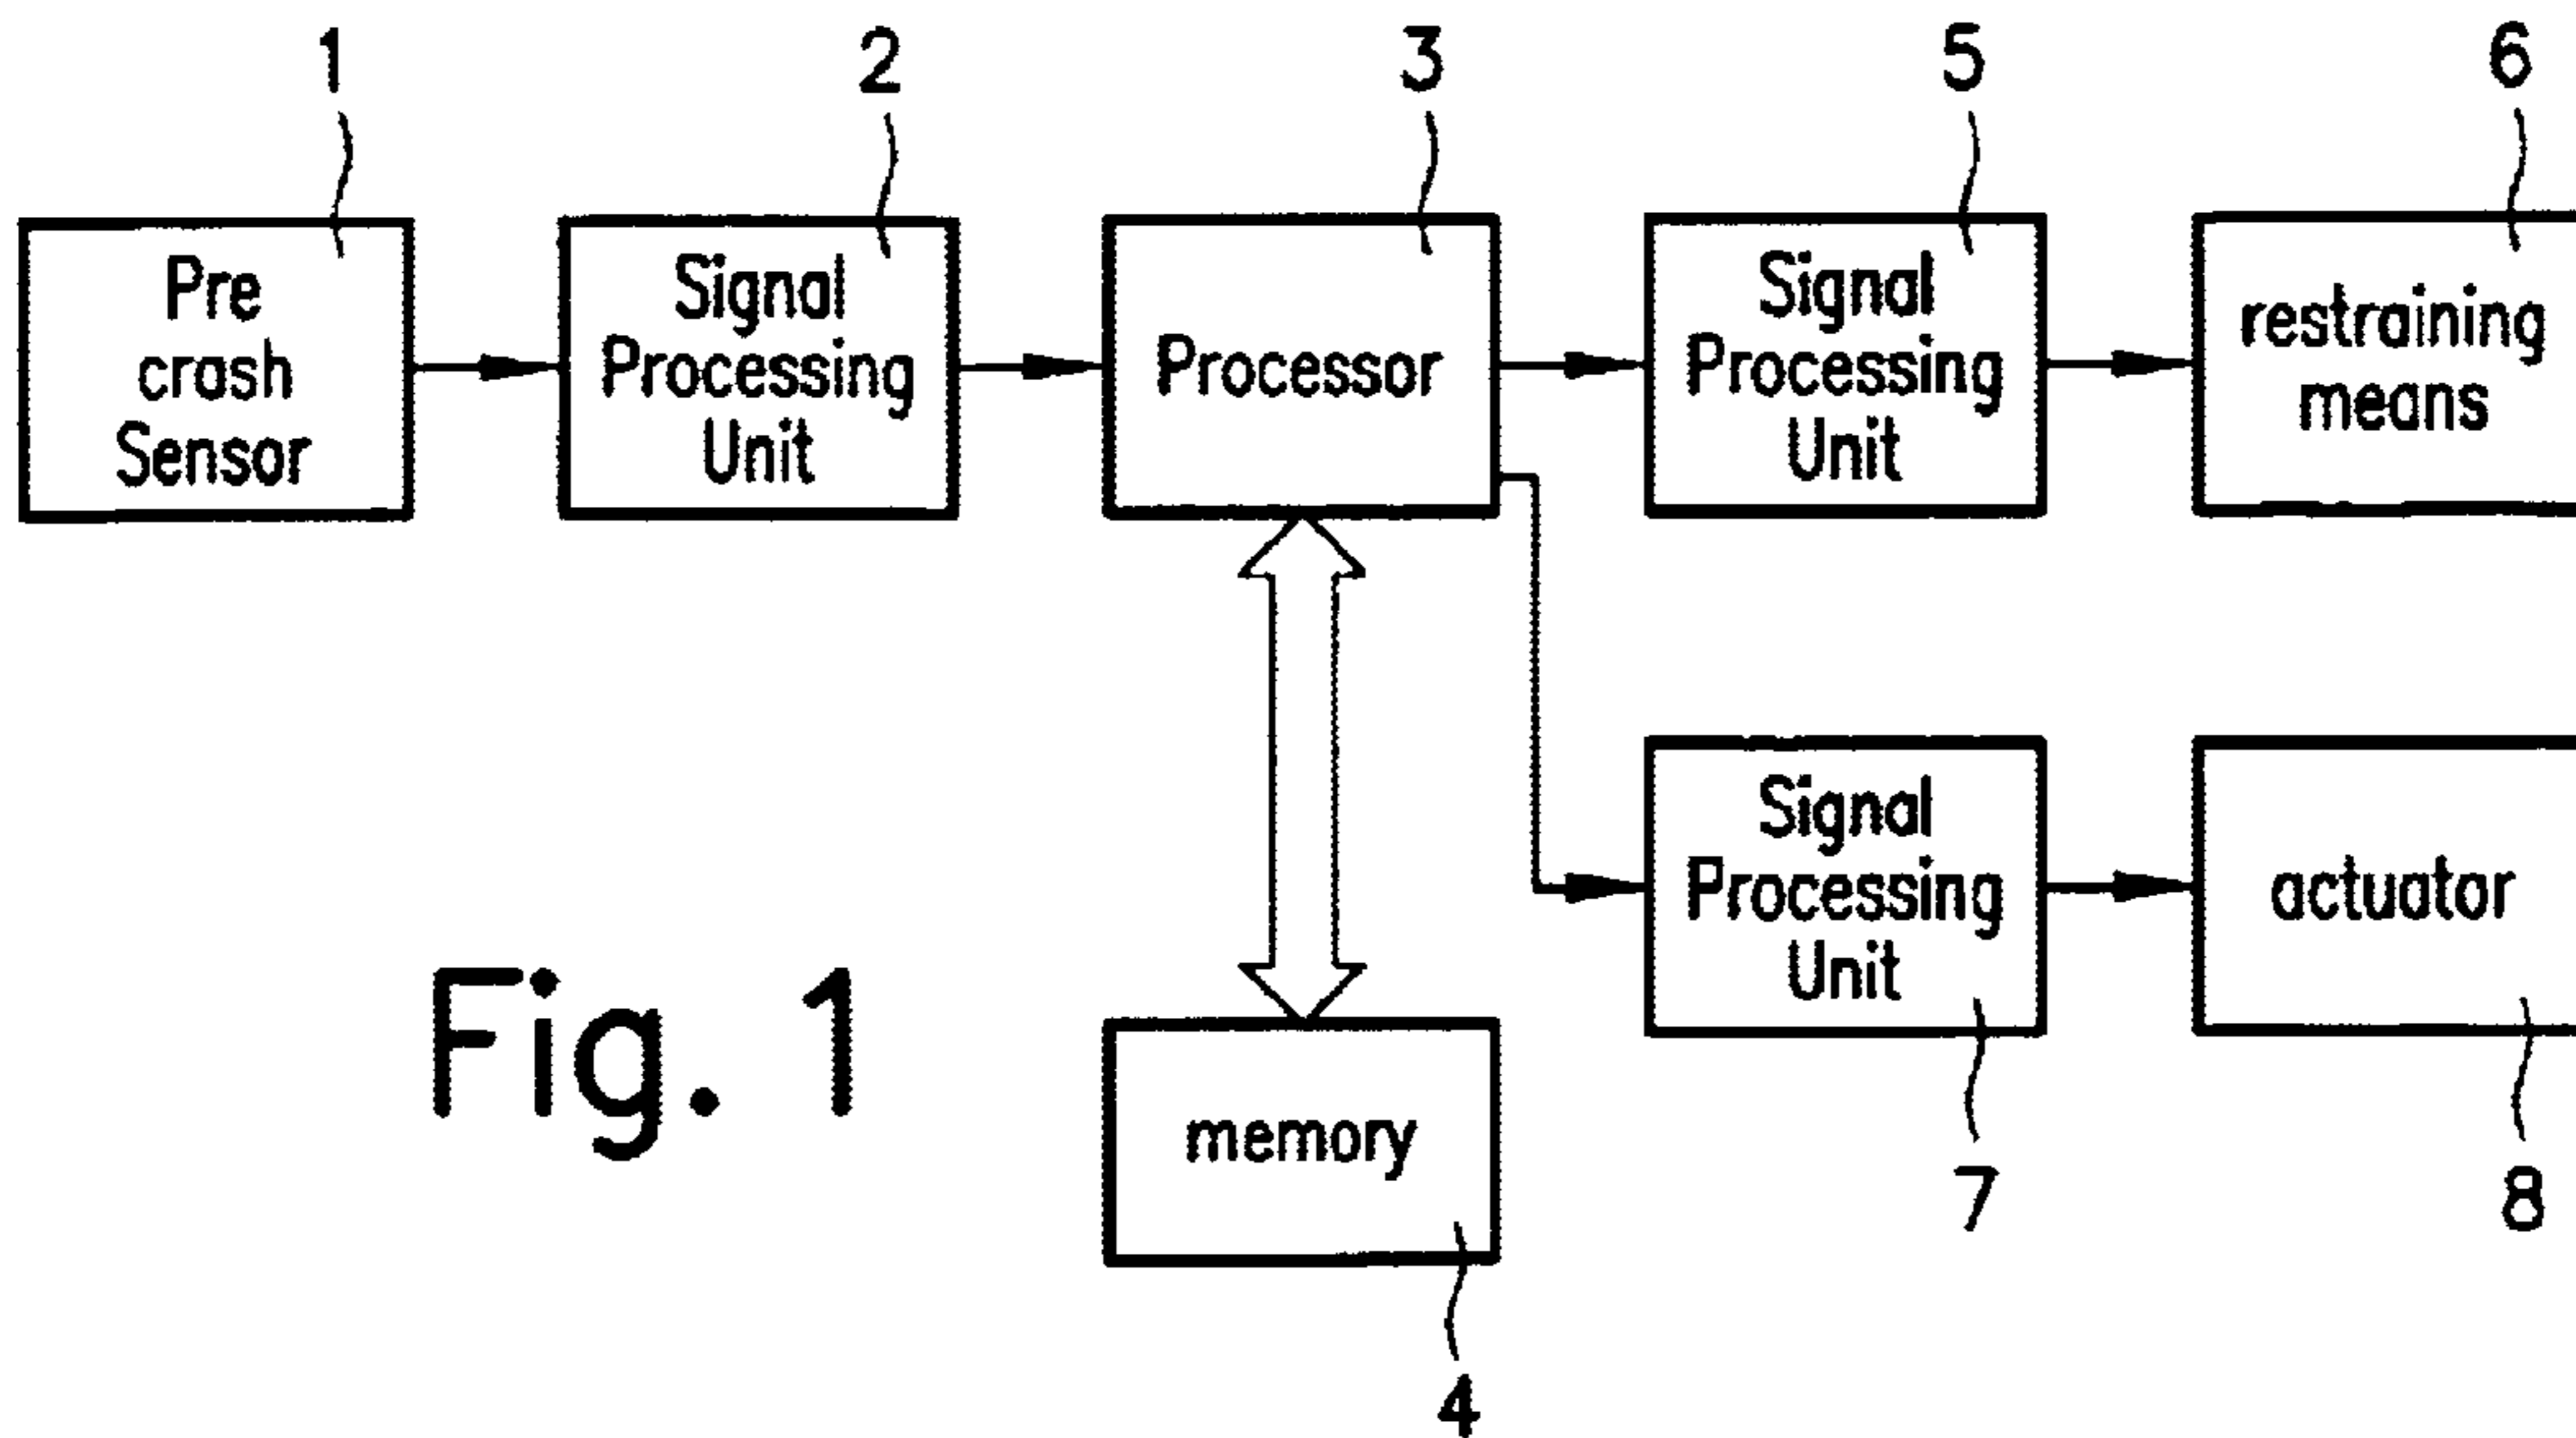 1
2
3
5
6
Pre
crash
Sensor
Signal
Processing
Unit
Processor
Signal
Processing
Unit
restraining
means
Signal
Processing
Unit
actuator
memory
7
8
4
Fig. 1